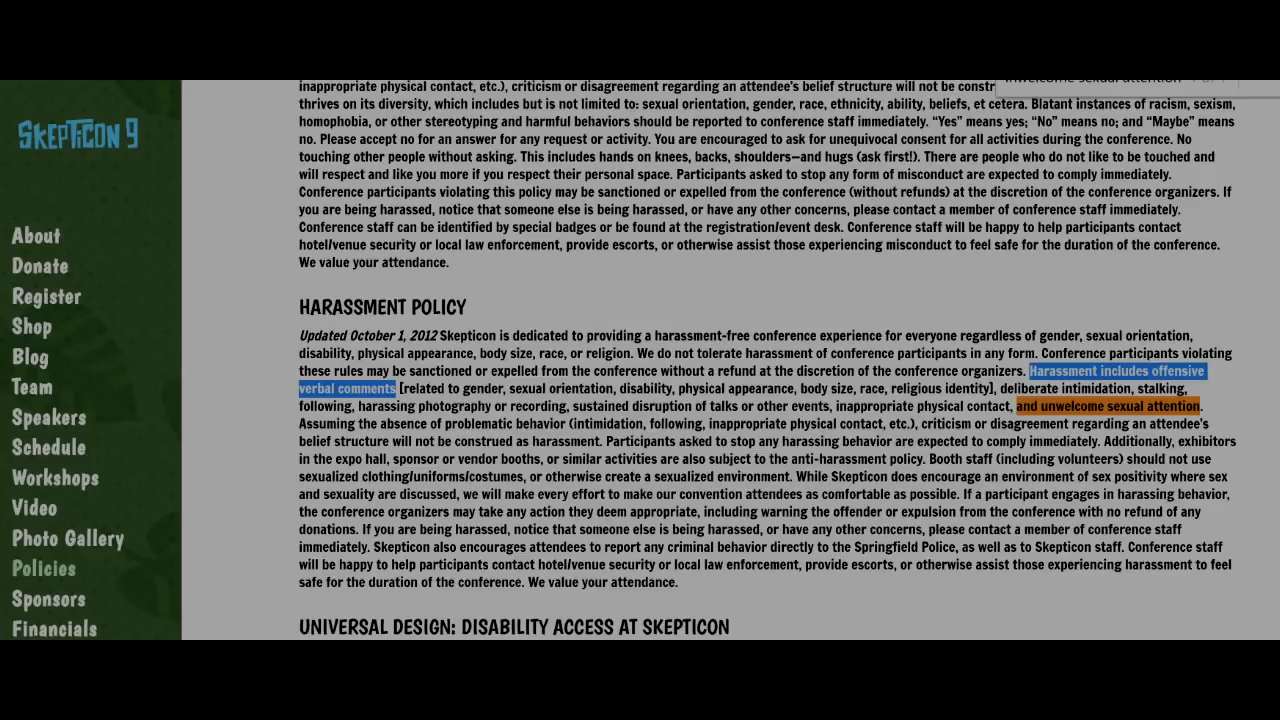 unwelcome sexual attention
SKEPTICON 9
About
Donate
Register
Shop
Blog
Team
Speakers
Schedule
Workshops
Video
Photo Gallery
Policies
Sponsors
Financials
inappropriate physical contact, etc.), criticism or disagreement regarding an attendee's belief structure will not be constr
thrives on its diversity, which includes but is not limited to: sexual orientation, gender, race, ethnicity, ability, beliefs, et cetera. Blatant instances of racism, sexism,
homophobia, or other stereotyping and harmful behaviors should be reported to conference staff immediately. “Yes” means yes; “No” means no; and “Maybe” means
no. Please accept no for an answer for any request or activity. You are encouraged to ask for unequivocal consent for all activities during the conference. No
touching other people without asking. This includes hands on knees, backs, shoulders—and hugs (ask first!). There are people who do not like to be touched and
will respect and like you more if you respect their personal space. Participants asked to stop any form of misconduct are expected to comply immediately.
Conference participants violating this policy may be sanctioned or expelled from the conference (without refunds) at the discretion of the conference organizers. If
you are being harassed, notice that someone else is being harassed, or have any other concerns, please contact a member of conference staff immediately.
Conference staff can be identified by special badges or be found at the registration/event desk. Conference staff will be happy to help participants contact
hotel/venue security or local law enforcement, provide escorts, or otherwise assist those experiencing misconduct to feel safe for the duration of the conference.
We value your attendance.
HARASSMENT POLICY
Updated October 1, 2012 Skepticon is dedicated to providing a harassment-free conference experience for everyone regardless of gender, sexual orientation,
disability, physical appearance, body size, race, or religion. We do not tolerate harassment of conference participants in any form. Conference participants violating
these rules may be sanctioned or expelled from the conference without a refund at the discretion of the conference organizers. Harassment includes offensive
verbal comments [related to gender, sexual orientation, disability, physical appearance, body size, race, religious identity], deliberate intimidation, stalking,
following, harassing photography or recording, sustained disruption of talks or other events, inappropriate physical contact, and unwelcome sexual attention.
Assuming the absence of problematic behavior (intimidation, following, inappropriate physical contact, etc.), criticism or disagreement regarding an attendee's
belief structure will not be construed as harassment. Participants asked to stop any harassing behavior are expected to comply immediately. Additionally, exhibitors
in the expo hall, sponsor or vendor booths, or similar activities are also subject to the anti-harassment policy. Booth staff (including volunteers) should not use
sexualized clothing/uniforms/costumes, or otherwise create a sexualized environment. While Skepticon does encourage an environment of sex positivity where sex
and sexuality are discussed, we will make every effort to make our convention attendees as comfortable as possible. If a participant engages in harassing behavior,
the conference organizers may take any action they deem appropriate, including warning the offender or expulsion from the conference with no refund of any
donations. If you are being harassed, notice that someone else is being harassed, or have any other concerns, please contact a member of conference staff
immediately. Skepticon also encourages attendees to report any criminal behavior directly to the Springfield Police, as well as to Skepticon staff. Conference staff
will be happy to help participants contact hotel/venue security or local law enforcement, provide escorts, or otherwise assist those experiencing harassment to feel
safe for the duration of the conference. We value your attendance.
UNIVERSAL DESIGN: DISABILITY ACCESS AT SKEPTICON